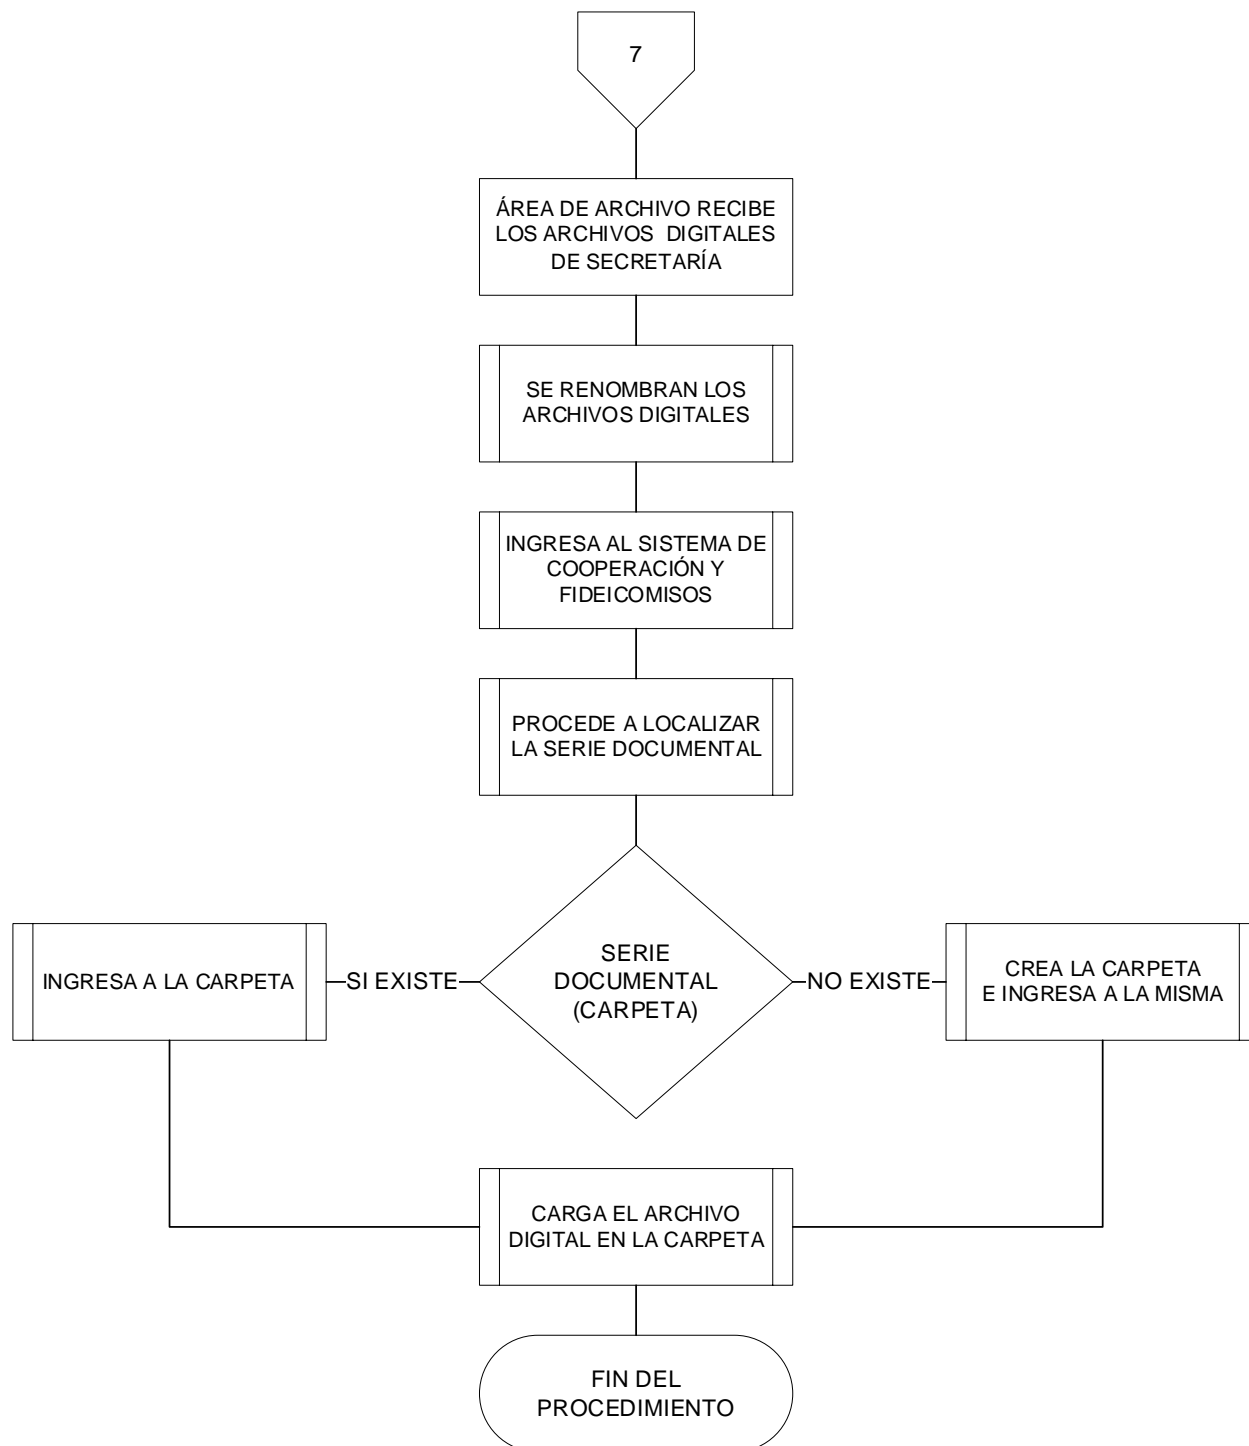 7
ÁREA DE ARCHIVO RECIBE
LOS ARCHIVOS DIGITALES
DE SECRETARÍA
SE RENOMBRAN LOS
ARCHIVOS DIGITALES
INGRESA AL SISTEMA DE
COOPERACIÓN Y
FIDEICOMISOS
PROCEDE A LOCALIZAR
LA SERIE DOCUMENTAL
INGRESA A LA CARPETA
SI EXISTE
SERIE
DOCUMENTAL
(CARPETA)
NO EXISTE
CREA LA CARPETA
E INGRESA A LA MISMA
CARGA EL ARCHIVO
DIGITAL EN LA CARPETA
FIN DEL
PROCEDIMIENTO